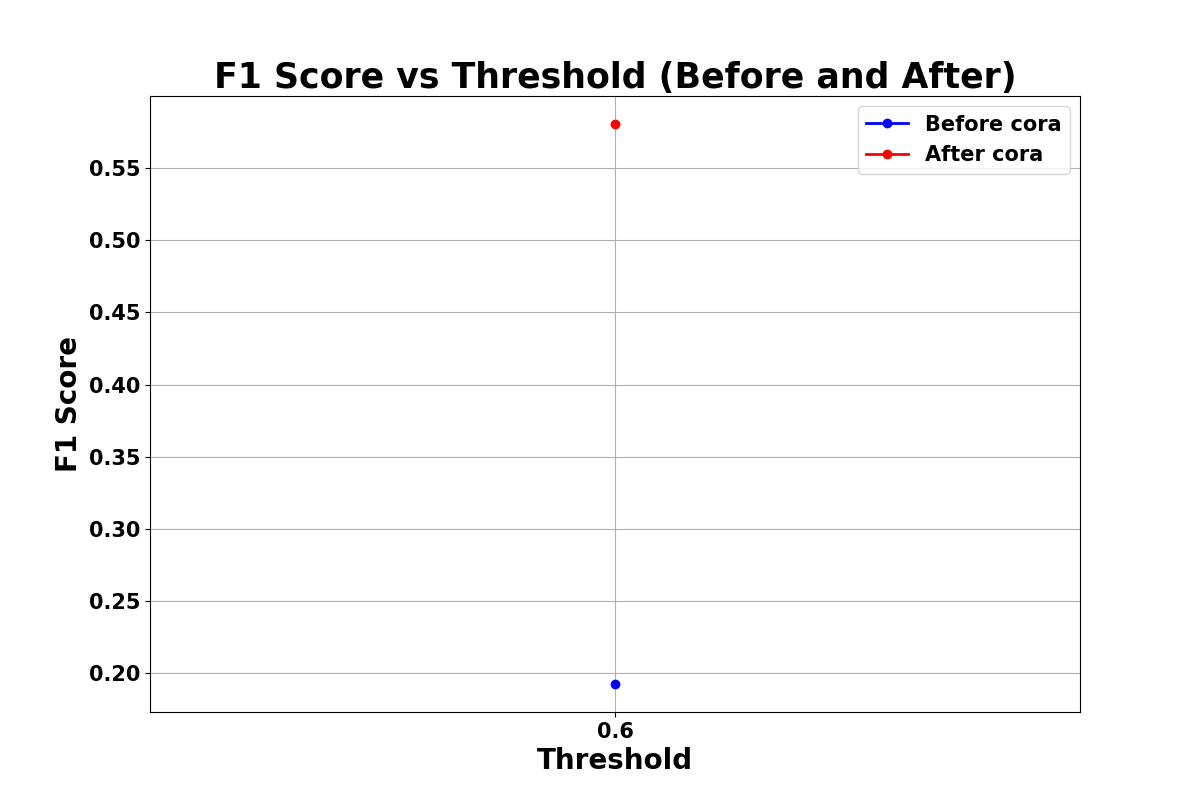 F1 Score vs Threshold (Before and After)
Before cora
After cora
0.55
0.50
0.45
0.40
0.35
0.30
0.25
0.20
F1 Score
0.6
Threshold